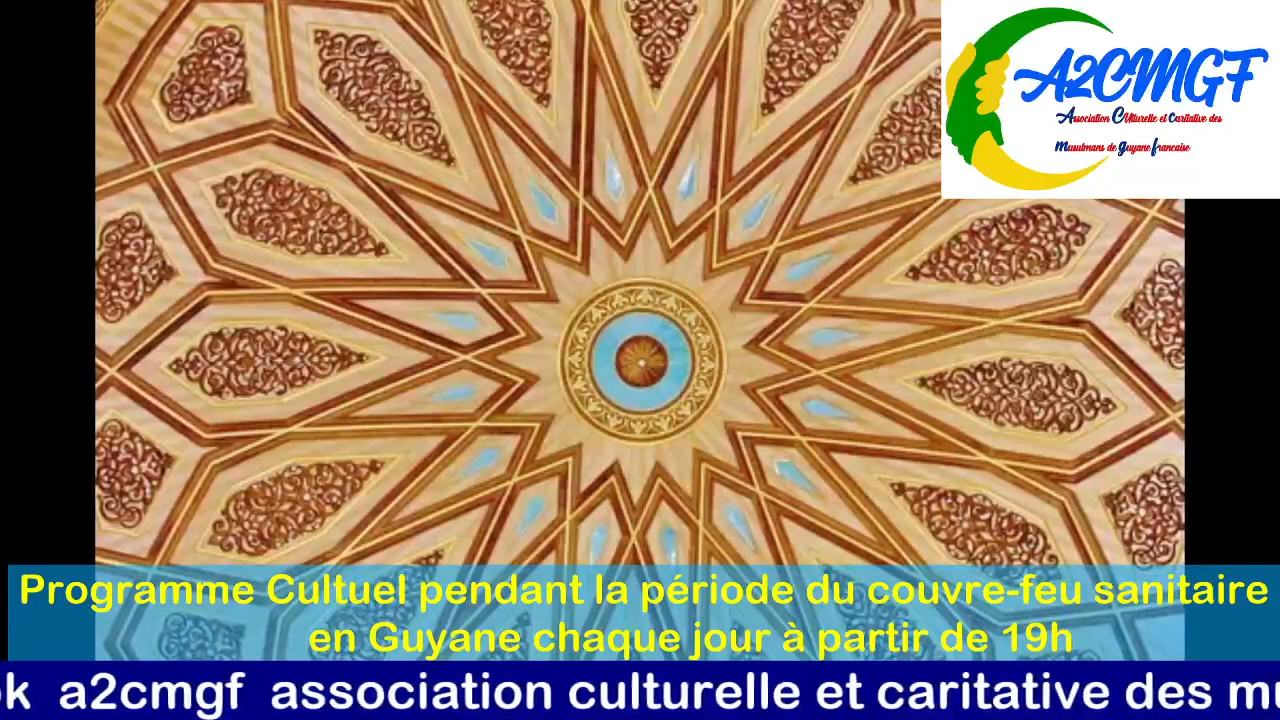 A2CMGF
Association CUlturelle et caritative des
Musulmans de guyane francaise
Programme Cultuel pendant la période du couvre-feu sanitaire
en Guyane chaque jour à partir de 19h
a2cmgf association culturelle et caritative des